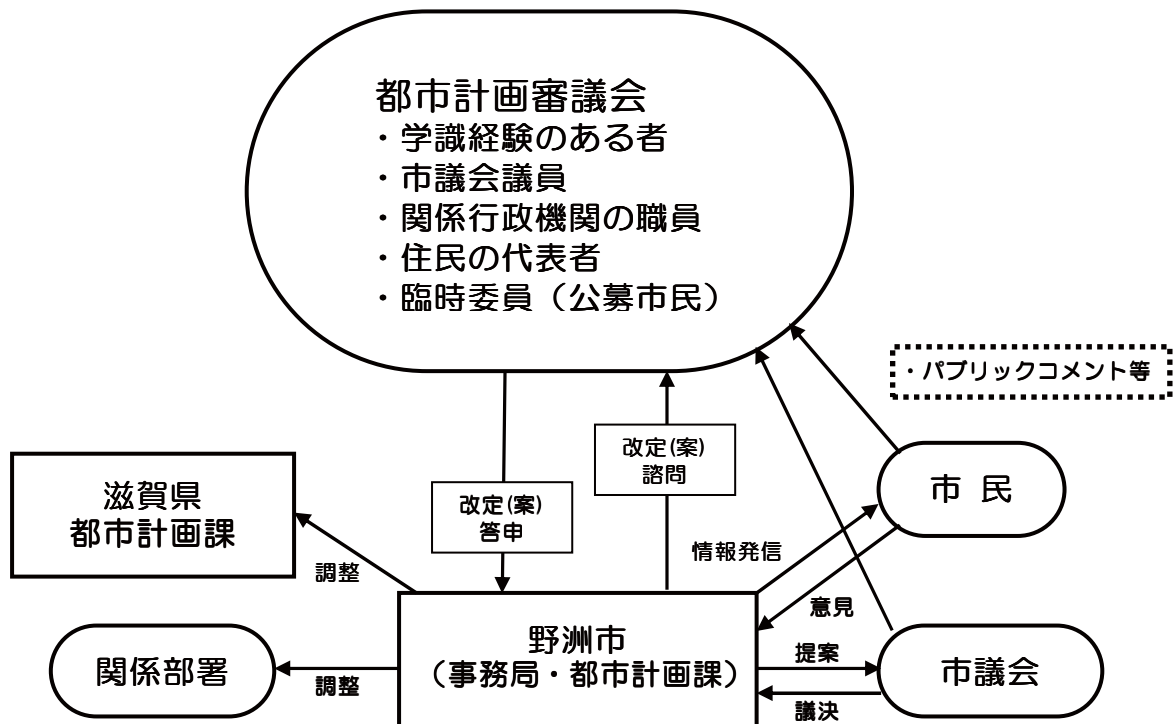 都市計画審議会
・学識経験のある者
・市議会議員
・関係行政機関の職員
・住民の代表者
・臨時委員（公募市民）
・パブリックコメント等
改定(案)
諮問
改定(案)
答申
滋賀県
都市計画課
市 民
情報発信
調整
意見
野洲市
（事務局・都市計画課）
関係部署
調整
提案
議決
市議会